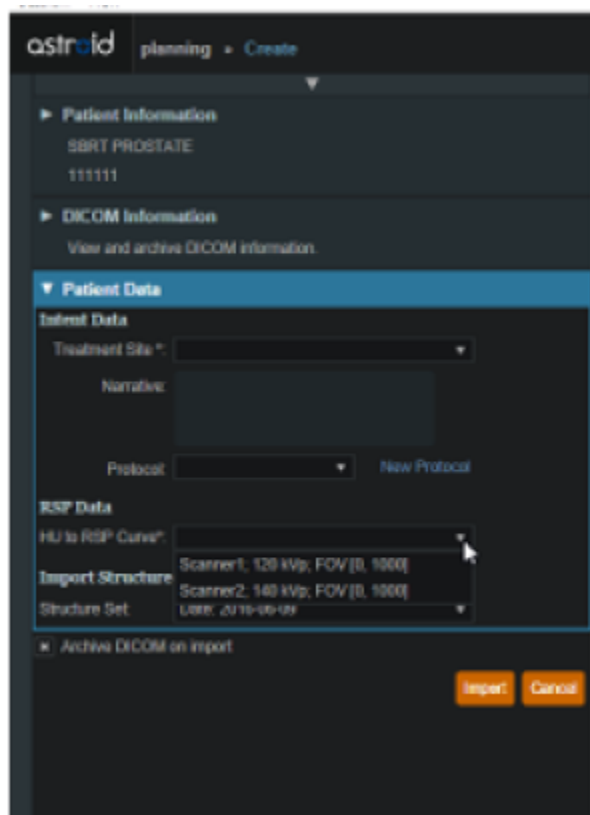 astroid planning » Create
Patient Information
SBRT PROSTATE
111111
DICOM Information
View and archive DICOM information.
Patient Data
Intent Data
Treatment Site *:
Narrative:
Protocol: New Protocol
RSP Data
HU to RSP Curve*:
Scanner1; 120 kVp; FOV [0, 1000]
Import Structure
Scanner2; 140 kVp; FOV [0, 1000]
Structure Set: Date: 2016-06-09
Archive DICOM on import
Import Cancel